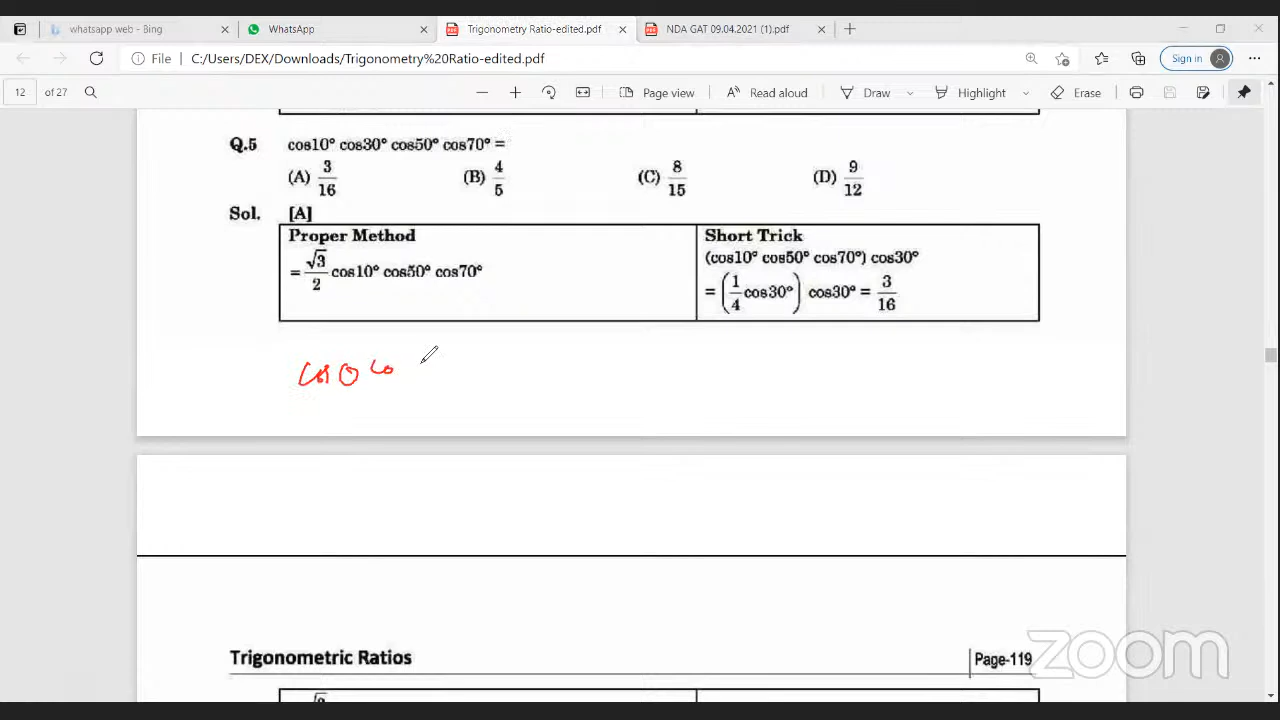 whatsapp web - Bing
WhatsApp
Trigonometry Ratio-edited.pdf
NDA GAT 09.04.2021 (1).pdf
File
C:/Users/DEX/Downloads/Trigonometry%20Ratio-edited.pdf
Sign in
12 of 27
Page view
Read aloud
Draw
Highlight
Erase
Q.5 cos10° cos30° cos50° cos70° =
(A) 3/16 (B) 4/5 (C) 8/15 (D) 9/12
Sol. [A]
Proper Method
= √3/2 cos10° cos50° cos70°
Short Trick
(cos10° cos50° cos70°) cos30°
= (1/4 cos30°) cos30° = 3/16
Cos θ Co
Trigonometric Ratios
Page-119
zoom